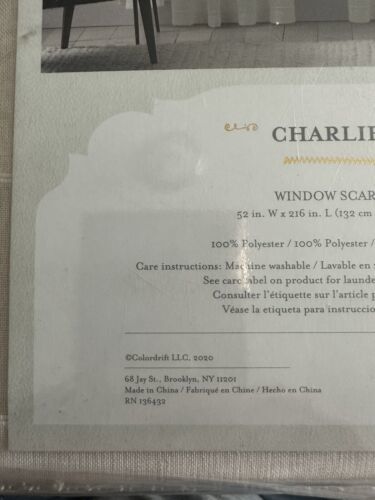 CHARLIE
WINDOW SCAR
52 in. W x 216 in. L (132 cm
100% Polyester / 100% Polyester /
Care instructions: Machine washable / Lavable en
See care label on product for launde
Consulter l'étiquette sur l'article p
Véase la etiqueta para instruccio
©Colordrift LLC, 2020
68 Jay St., Brooklyn, NY 11201
Made in China / Fabriqué en Chine / Hecho en China
RN 136432